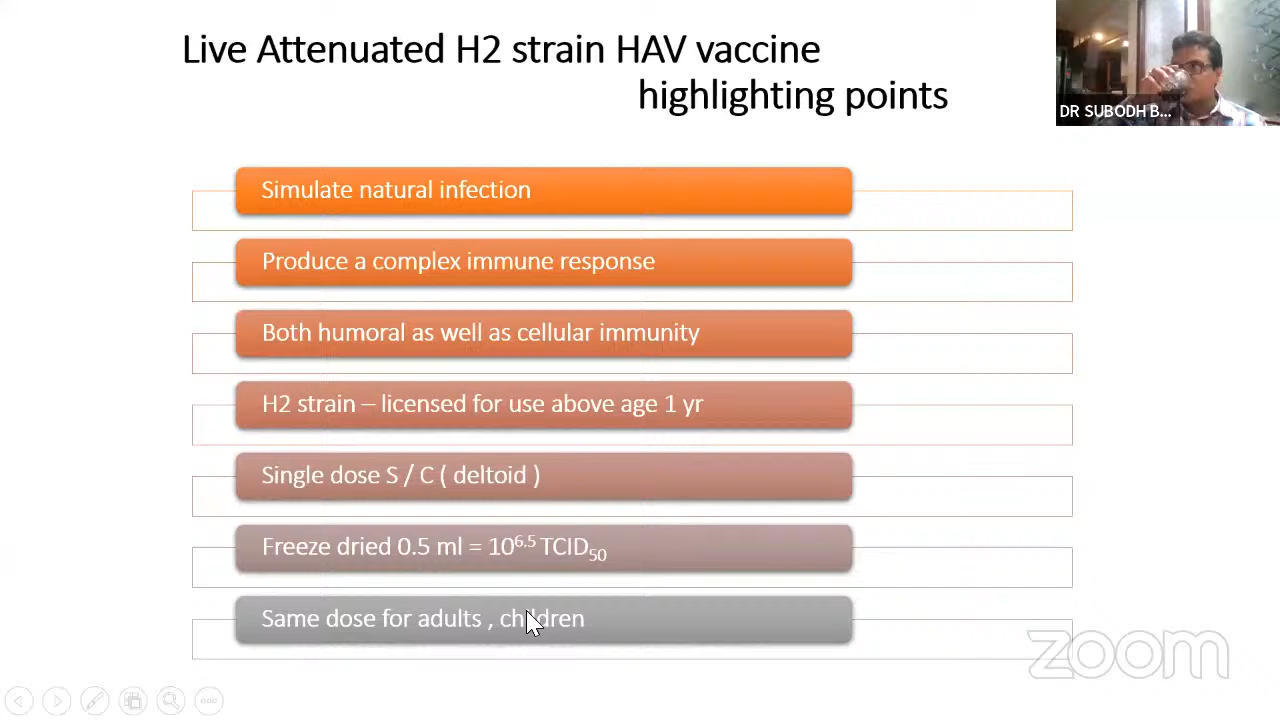 Live Attenuated H2 strain HAV vaccine
highlighting points
DR SUBODH B...
Simulate natural infection
Produce a complex immune response
Both humoral as well as cellular immunity
H2 strain – licensed for use above age 1 yr
Single dose S / C ( deltoid )
Freeze dried 0.5 ml = 10^6.5 TCID_50
Same dose for adults , children
zoom